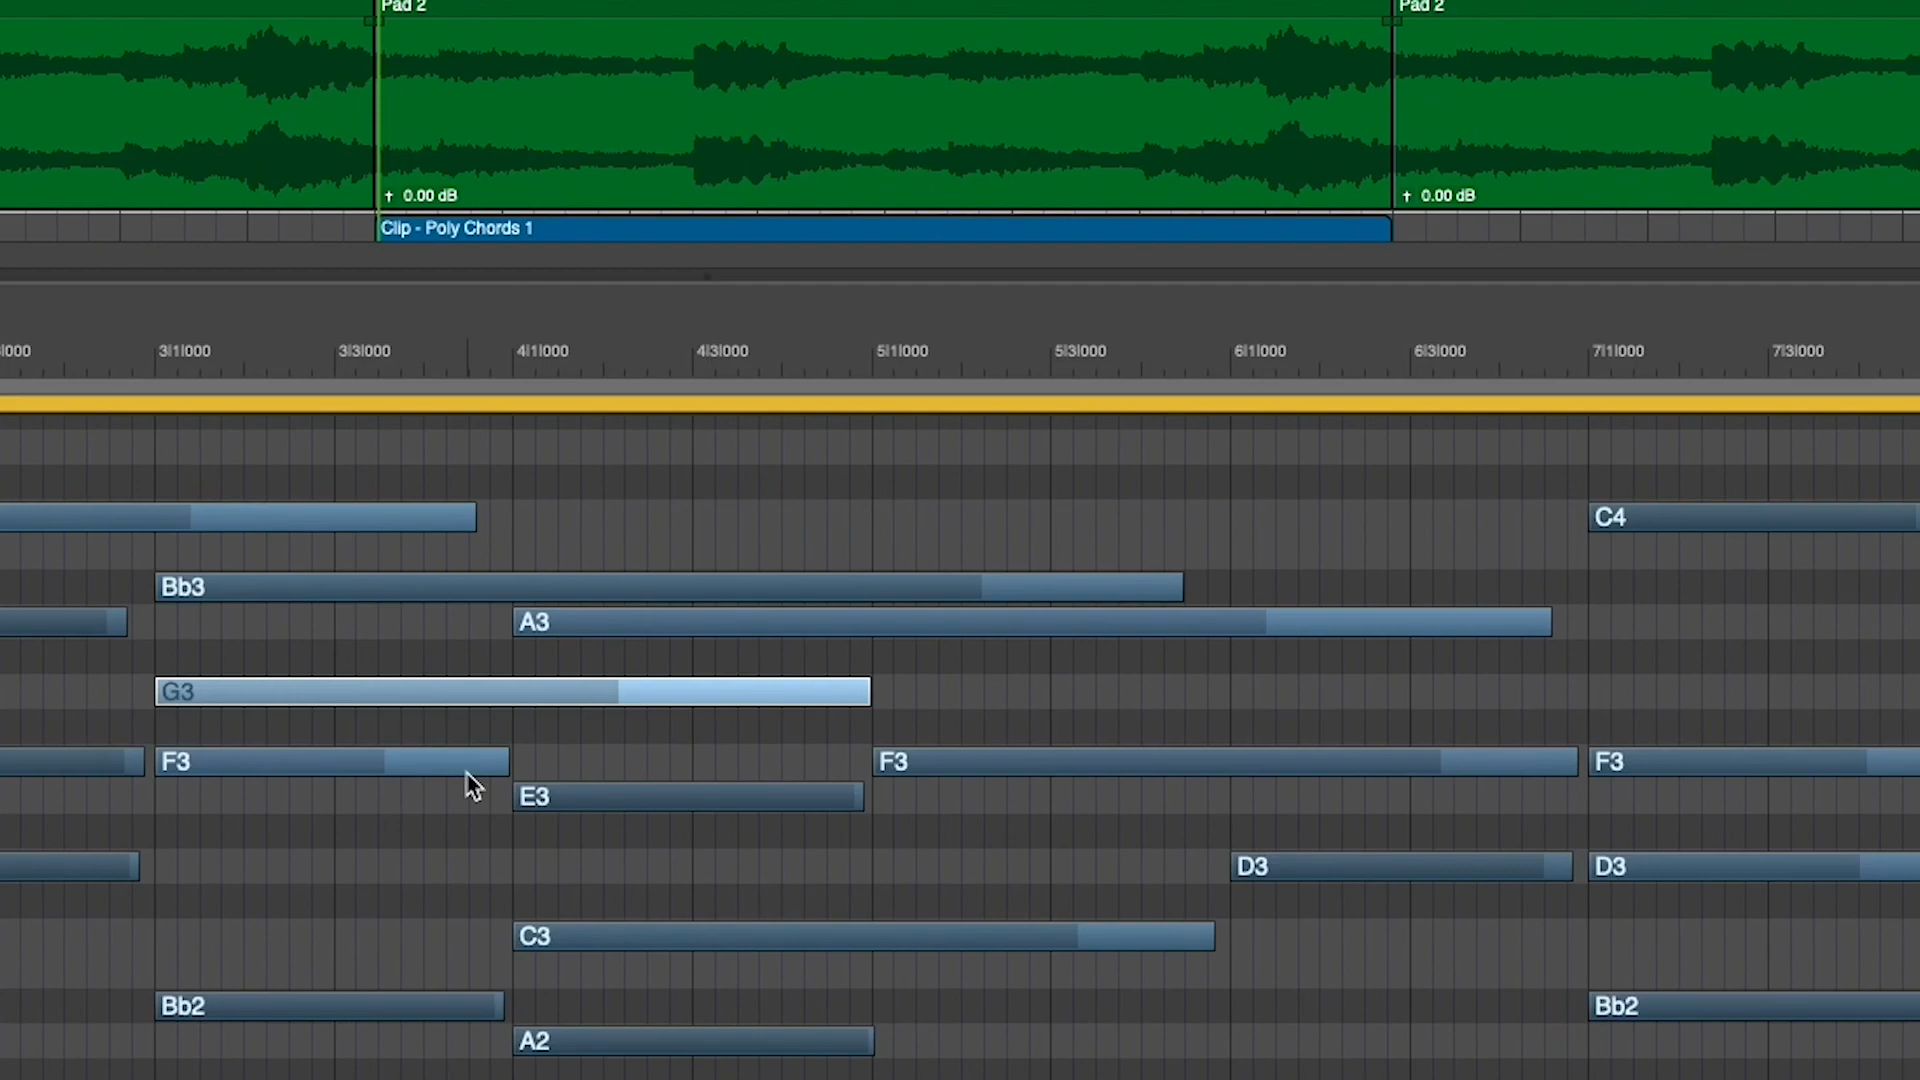 Pad 2 Pad 2
0.00 dB 0.00 dB
Clip - Poly Chords 1
3|1|000 3|3|000 4|1|000 4|3|000 5|1|000 5|3|000 6|1|000 6|3|000 7|1|000 7|3|000
C4
Bb3
A3
G3
F3 F3 F3
E3
D3 D3
C3
Bb2 Bb2
A2